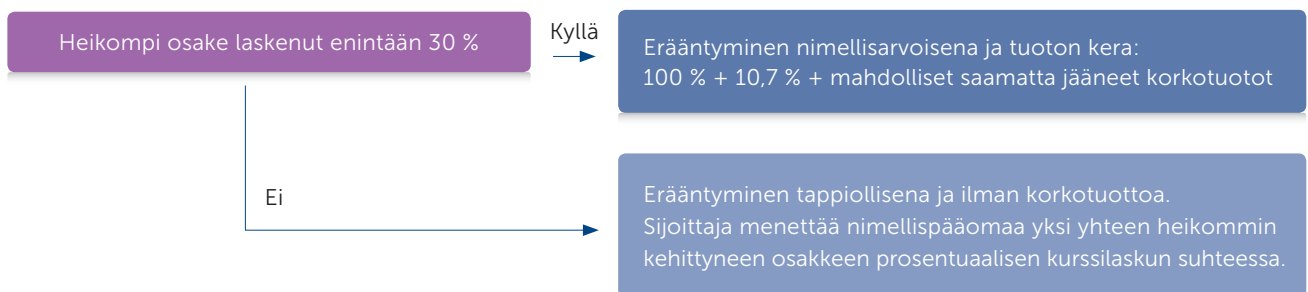 Heikompi osake laskenut enintään 30 %
Kyllä
Erääntyminen nimellisarvoisena ja tuoton kera:
100 % + 10,7 % + mahdolliset saamatta jääneet korkotuotot
Ei
Erääntyminen tappiollisena ja ilman korkotuottoa.
Sijoittaja menettää nimellispääomaa yksi yhteen heikommin
kehittyneen osakkeen prosentuaalisen kurssilaskun suhteessa.